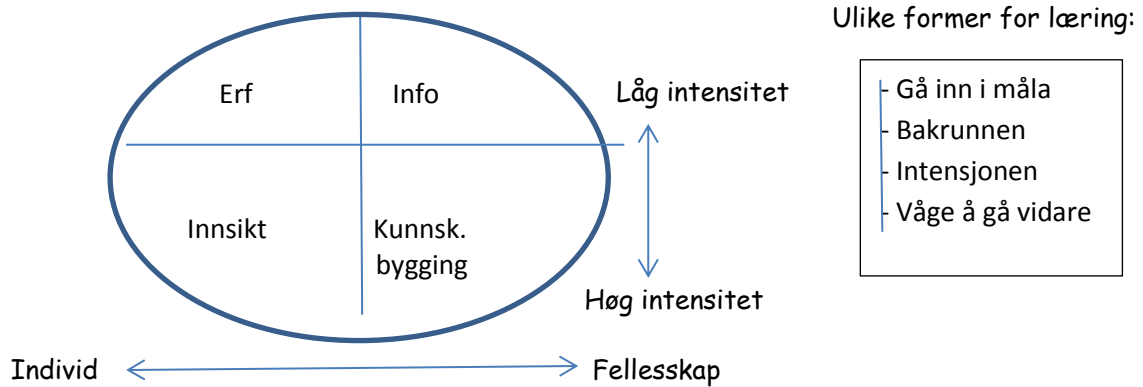 Ulike former for læring:
Erf
Info
Låg intensitet
Innsikt
Kunnsk.
bygging
Høg intensitet
Individ
Fellesskap
- Gå inn i måla
- Bakrunnen
- Intensjonen
- Våge å gå vidare